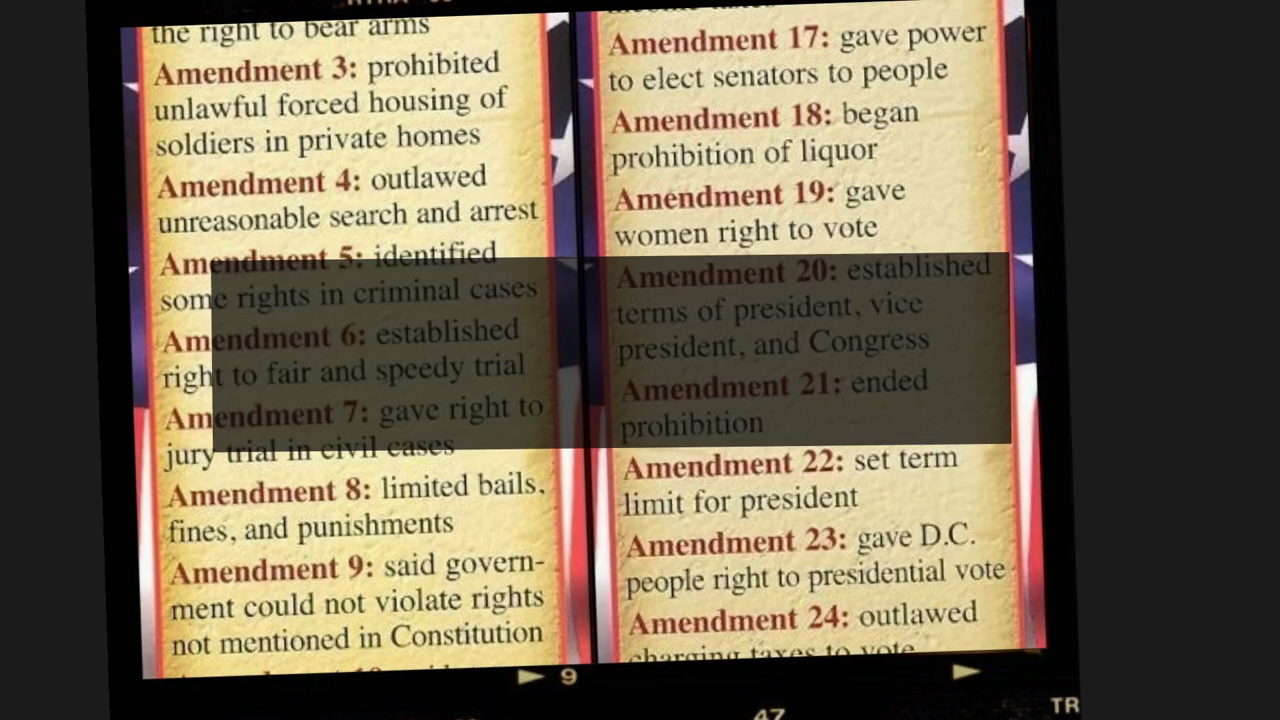 the right to bear arms
Amendment 3: prohibited
unlawful forced housing of
soldiers in private homes
Amendment 4: outlawed
unreasonable search and arrest
Amendment 5: identified
some rights in criminal cases
Amendment 6: established
right to fair and speedy trial
Amendment 7: gave right to
jury trial in civil cases
Amendment 8: limited bails,
fines, and punishments
Amendment 9: said govern-
ment could not violate rights
not mentioned in Constitution
Amendment 17: gave power
to elect senators to people
Amendment 18: began
prohibition of liquor
Amendment 19: gave
women right to vote
Amendment 20: established
terms of president, vice
president, and Congress
Amendment 21: ended
prohibition
Amendment 22: set term
limit for president
Amendment 23: gave D.C.
people right to presidential vote
Amendment 24: outlawed
charging taxes to vote
9
47
TR